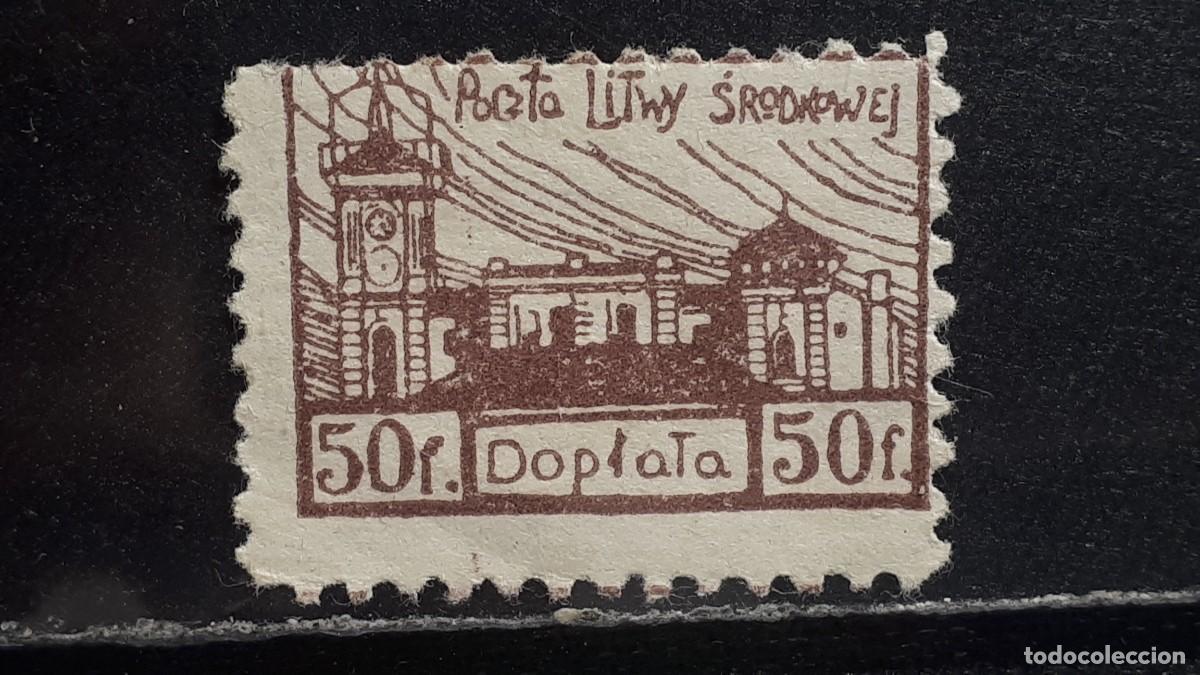 Poczta Litwy Środkowej
50f. Dopłata 50f.
todocoleccion